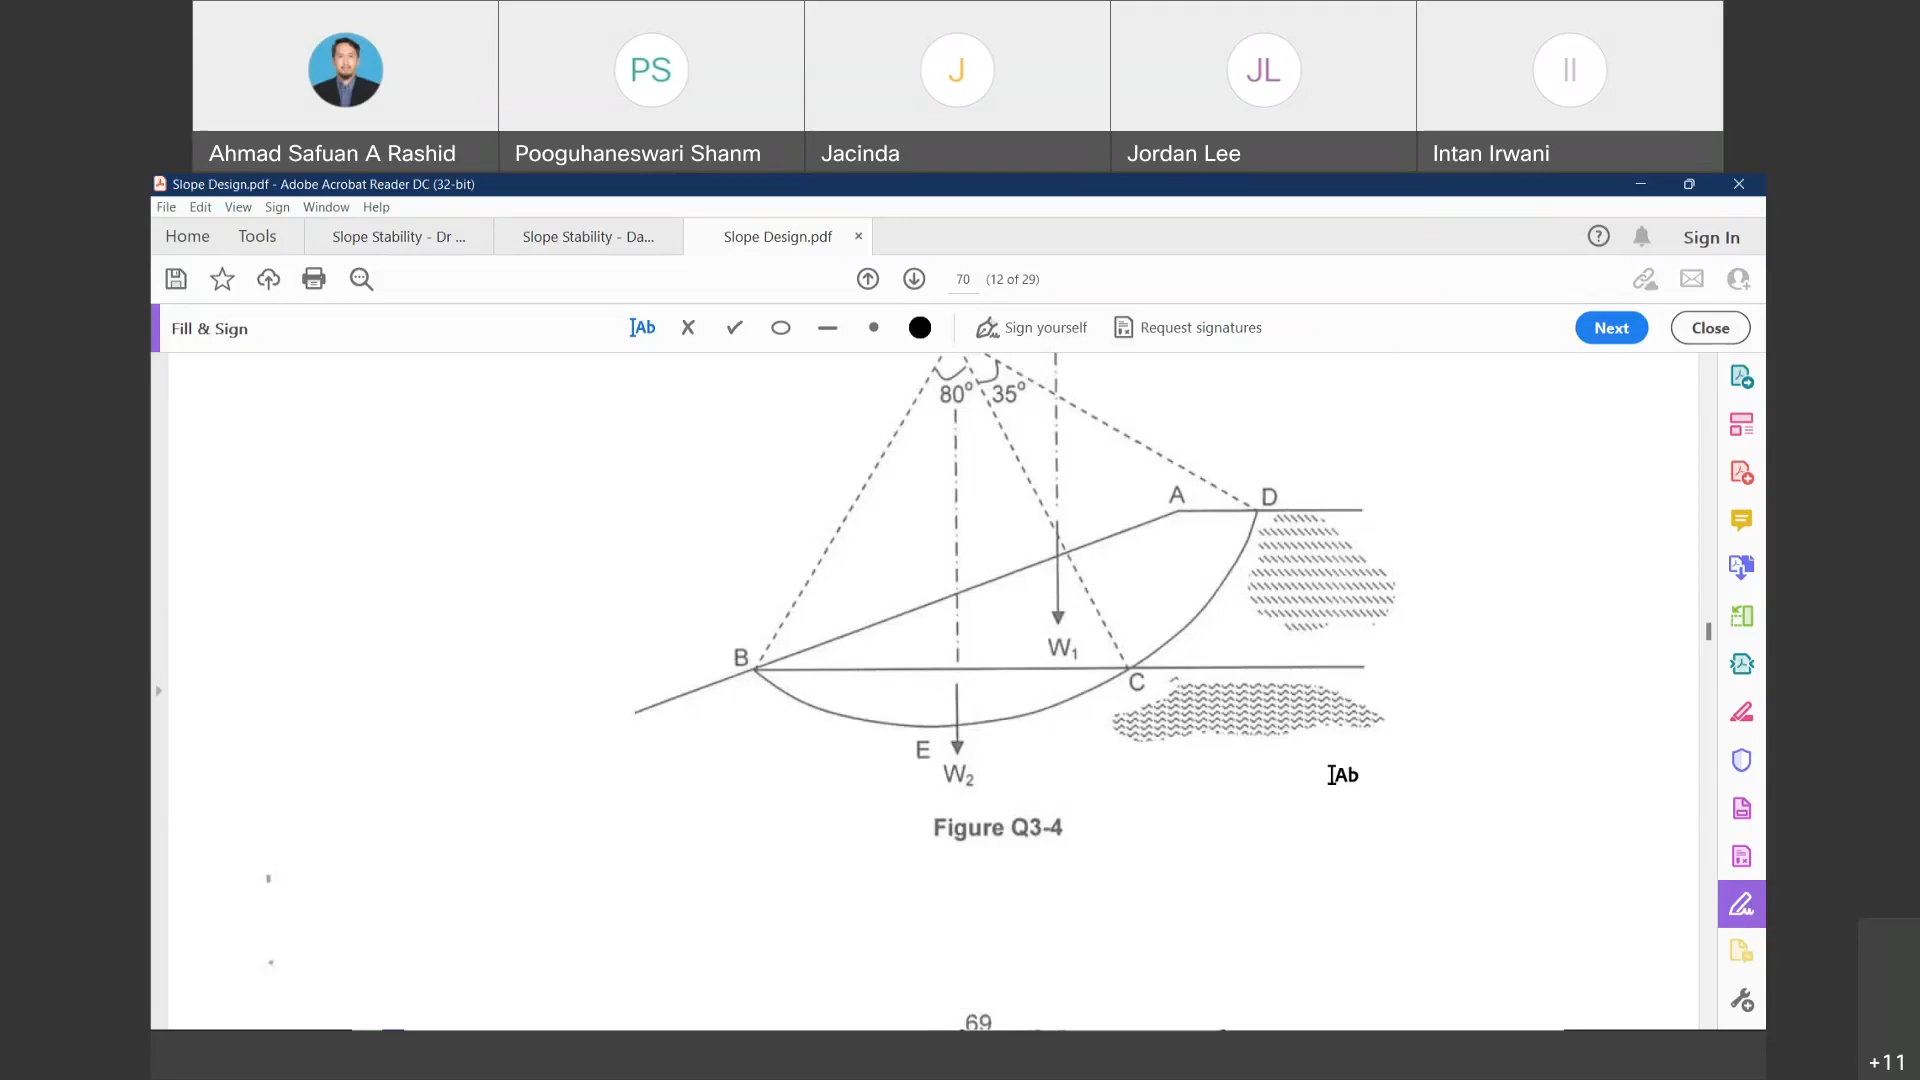 PS
J
JL
II
Ahmad Safuan A Rashid
Pooguhaneswari Shanm
Jacinda
Jordan Lee
Intan Irwani
Slope Design.pdf - Adobe Acrobat Reader DC (32-bit)
File Edit View Sign Window Help
Home Tools Slope Stability - Dr ... Slope Stability - Da... Slope Design.pdf × Sign In
70 (12 of 29)
Fill & Sign Ab Sign yourself Request signatures Next Close
80° 35°
A D
B W₁ C
E W₂
Ab
Figure Q3-4
69
+11